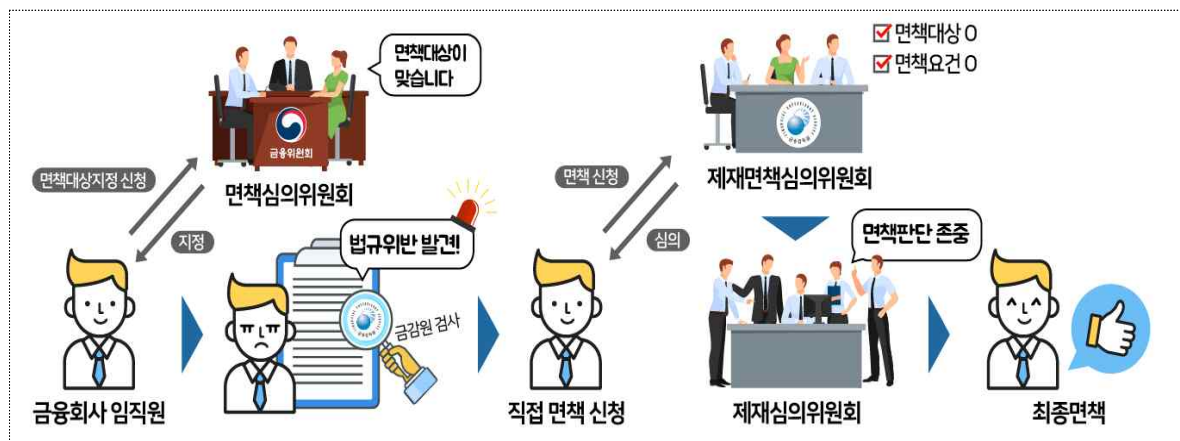 면책대상이
맞습니다
금융위원회
면책대상지정 신청
면책심의위원회
지정
금융회사 임직원
법규위반 발견!
금감원 검사
면책 신청
심의
직접 면책 신청
면책대상 O
면책요건 O
제재면책심의위원회
면책판단 존중
제재심의위원회
최종면책